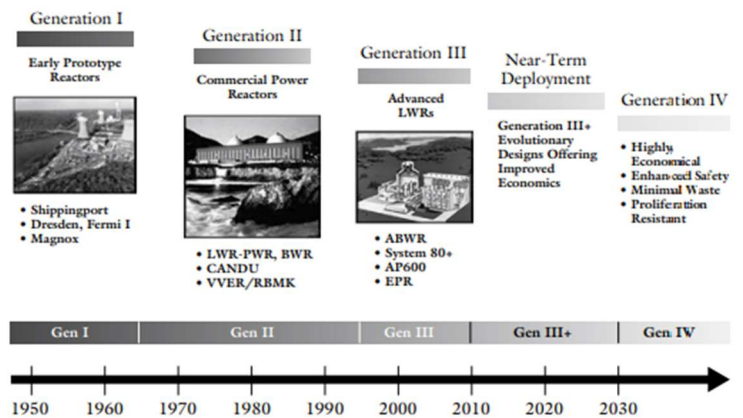 Generation I
Early Prototype
Reactors
• Shippingport
• Dresden, Fermi I
• Magnox
Generation II
Commercial Power
Reactors
• LWR-PWR, BWR
• CANDU
• VVER/RBMK
Generation III
Advanced
LWRs
• ABWR
• System 80+
• AP600
• EPR
Near-Term
Deployment
Generation III+
Evolutionary
Designs Offering
Improved
Economics
Generation IV
• Highly
Economical
• Enhanced Safety
• Minimal Waste
• Proliferation
Resistant
Gen I
Gen II
Gen III
Gen III+
Gen IV
1950 1960 1970 1980 1990 2000 2010 2020 2030